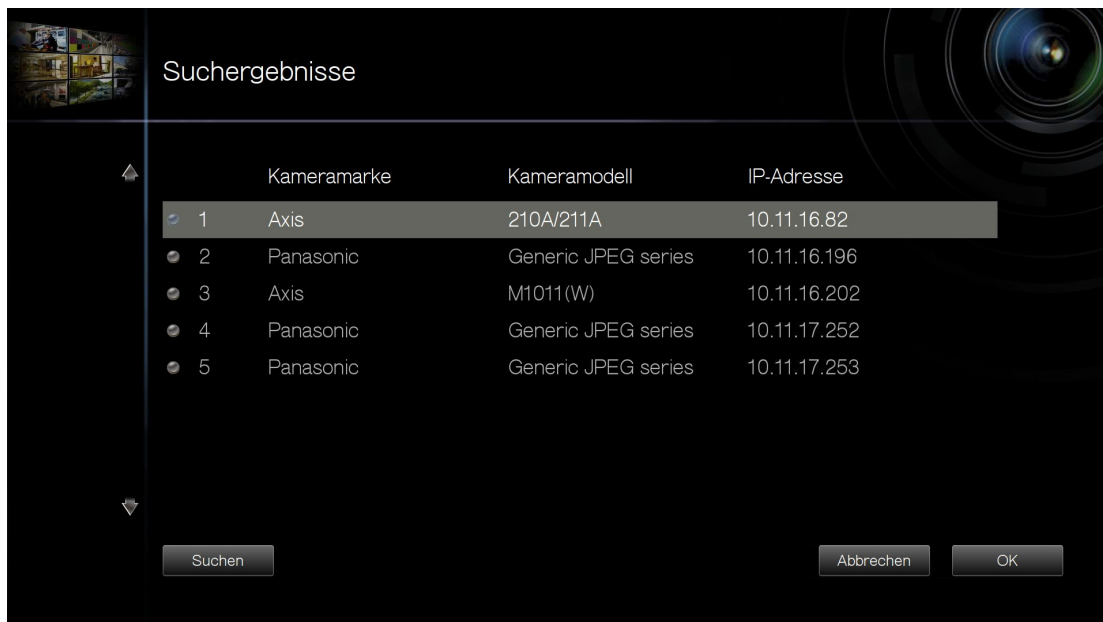 Suchergebnisse
Kameramarke Kameramodell IP-Adresse
1 Axis 210A/211A 10.11.16.82
2 Panasonic Generic JPEG series 10.11.16.196
3 Axis M1011(W) 10.11.16.202
4 Panasonic Generic JPEG series 10.11.17.252
5 Panasonic Generic JPEG series 10.11.17.253
Suchen Abbrechen OK